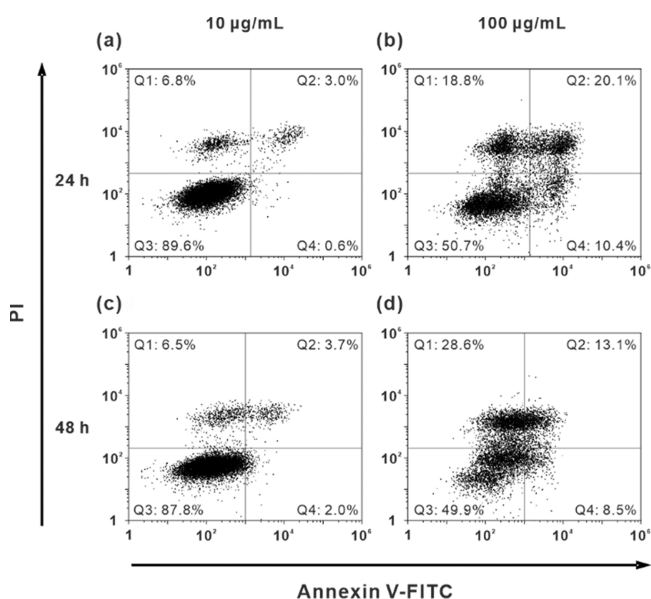 10 µg/mL 100 µg/mL
(a) (b)
10⁶ Q1: 6.8% Q2: 3.0% 10⁶ Q1: 18.8% Q2: 20.1%
10⁴ 10⁴
24 h
10² 10²
Q3: 89.6% Q4: 0.6% Q3: 50.7% Q4: 10.4%
1 1
1 10² 10⁴ 10⁶ 1 10² 10⁴ 10⁶
PI
(c) (d)
10⁶ Q1: 6.5% Q2: 3.7% 10⁶ Q1: 28.6% Q2: 13.1%
10⁴ 10⁴
48 h
10² 10²
Q3: 87.8% Q4: 2.0% Q3: 49.9% Q4: 8.5%
1 1
1 10² 10⁴ 10⁶ 1 10² 10⁴ 10⁶
Annexin V-FITC